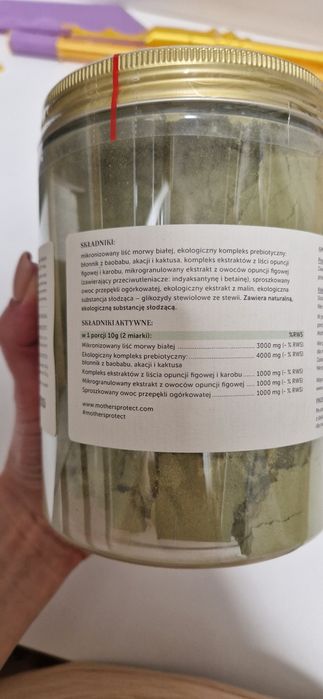 SKŁADNIKI:
mikronizowany liść morwy białej, ekologiczny kompleks prebiotyczny:
błonnik z baobabu, akacji i kaktusa, kompleks ekstraktów z liści opuncji
figowej i karobu, mikrogranulowany ekstrakt z owoców opuncji figowej
(zawierający przeciwutleniacze: indyaksantynę i betaninę), sproszkowany
owoc przepękli ogórkowatej, ekologiczny ekstrakt z malin, ekologiczna
substancja słodząca – glikozydy stewiolowe ze stewii. Zawiera naturalną,
ekologiczną substancję słodzącą.
SKŁADNIKI AKTYWNE:
w 1 porcji 10g (2 miarki): %RWS
Mikronizowany liść morwy białej 3000 mg (- % RWS)
Ekologiczny kompleks prebiotyczny: 4000 mg (- % RWS)
błonnik z baobabu, akacji i kaktusa
Kompleks ekstraktów z liścia opuncji figowej i karobu 1000 mg (- % RWS)
Mikrogranulowany ekstrakt z owoców opuncji figowej 1000 mg (- % RWS)
Sproszkowany owoc przepękli ogórkowatej 1000 mg (- % RWS)
www.mothersprotect.com
#mothersprotect